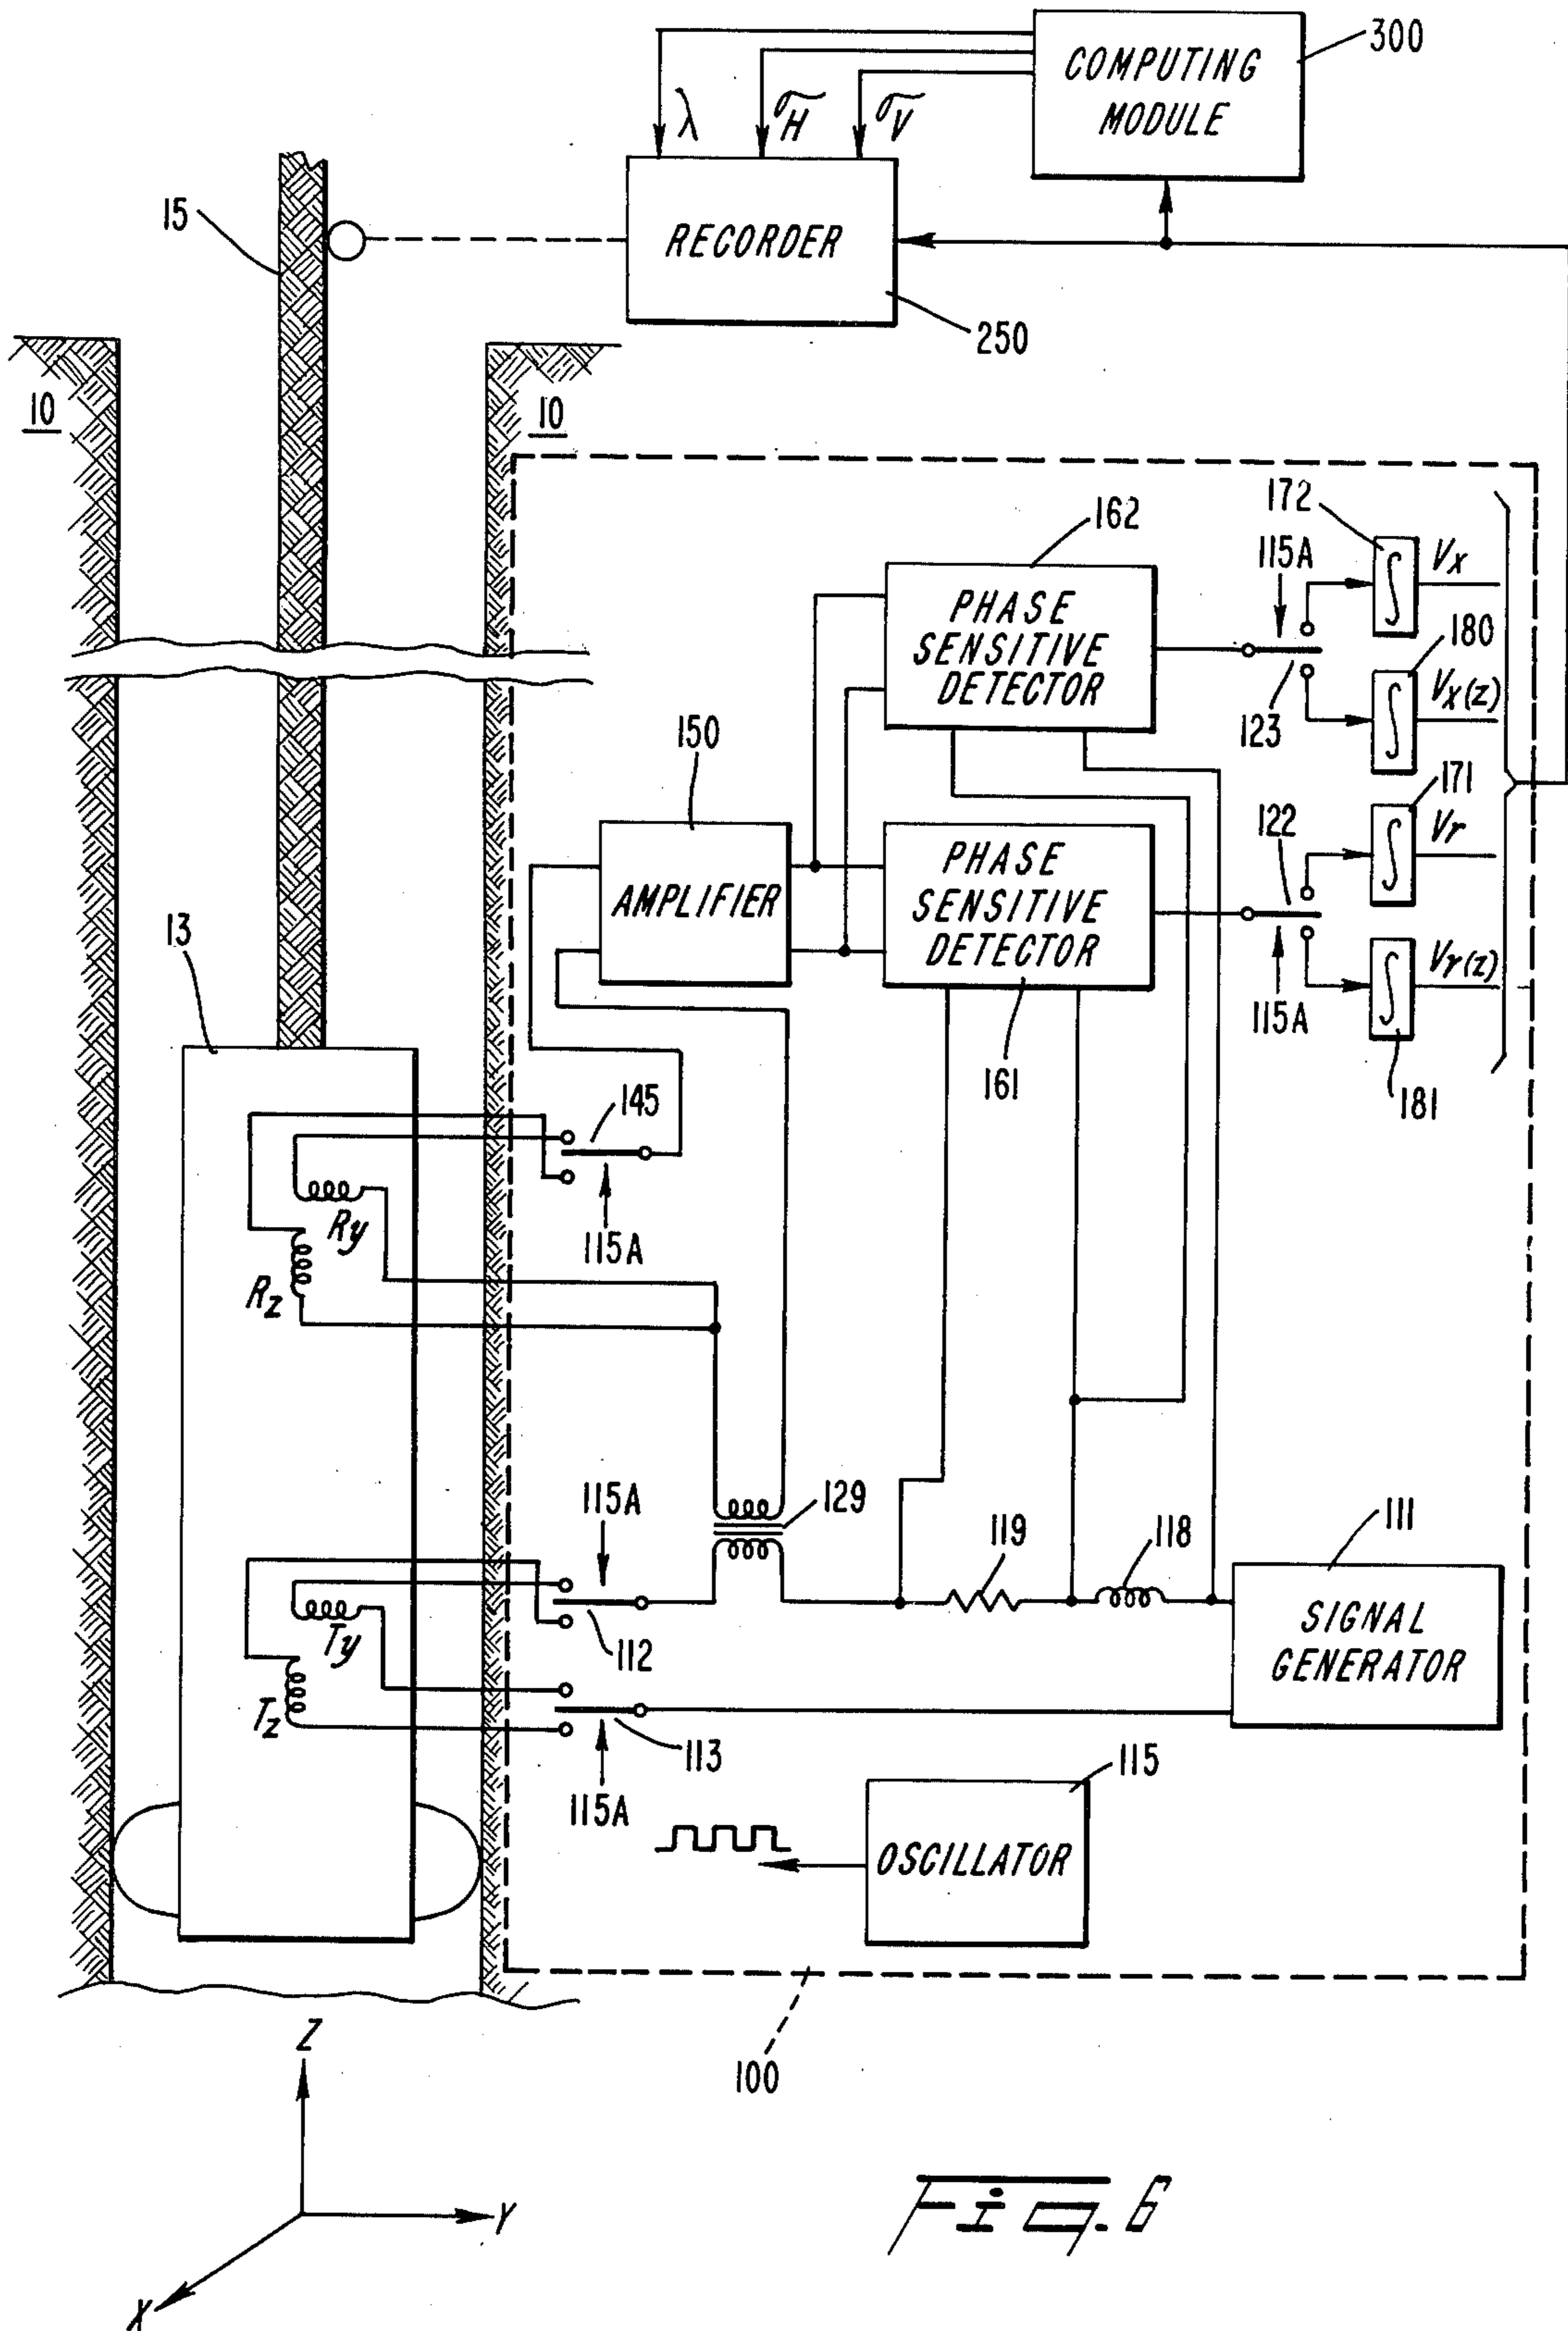 300
COMPUTING
MODULE
λ
σH
σV
15
RECORDER
250
10
10
172
162
115A
Vx
PHASE
SENSITIVE
DETECTOR
180
Vx(z)
123
150
171
122
Vr
PHASE
SENSITIVE
DETECTOR
AMPLIFIER
13
Vr(z)
115A
161
181
145
Ry
115A
Rz
115A
129
119
118
111
SIGNAL
GENERATOR
Ty
112
Tz
113
115
115A
OSCILLATOR
Z
100
Y
X
Fig. 6